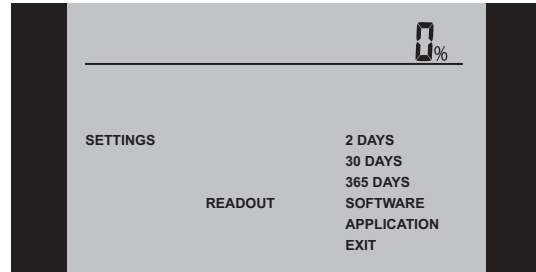 0%
SETTINGS 2 DAYS
30 DAYS
365 DAYS
READOUT SOFTWARE
APPLICATION
EXIT